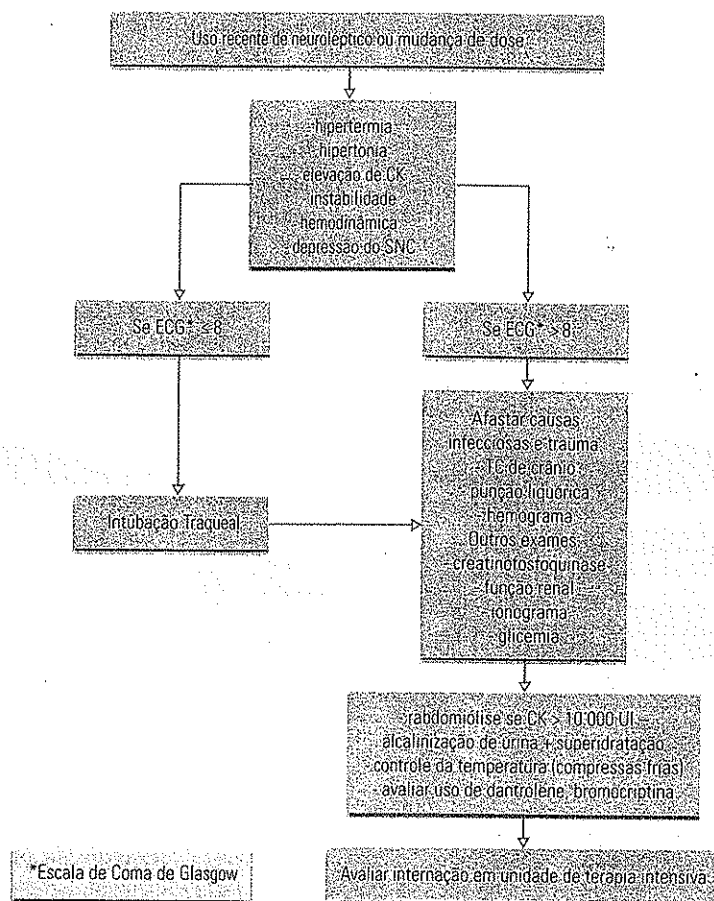 Uso recente de neuroléptico ou mudança de dose
- hipertermia
- hipertonia
- elevação de CK
instabilidade
hemodinâmica
- depressão do SNC
Se ECG* ≤ 8
Se ECG* > 8
Intubação Traqueal
Afastar causas
infecciosas e trauma
- TC de crânio
- punção liquórica
- hemograma
Outros exames
- creatinofosfoquinase
- função renal
- ionograma
- glicemia
- rabdomiólise se CK > 10 000 UI -
alcalinização de urina + superidratação
- controle da temperatura (compressas frias)
- avaliar uso de dantrolene, bromocriptina
*Escala de Coma de Glasgow
Avaliar internação em unidade de terapia intensiva